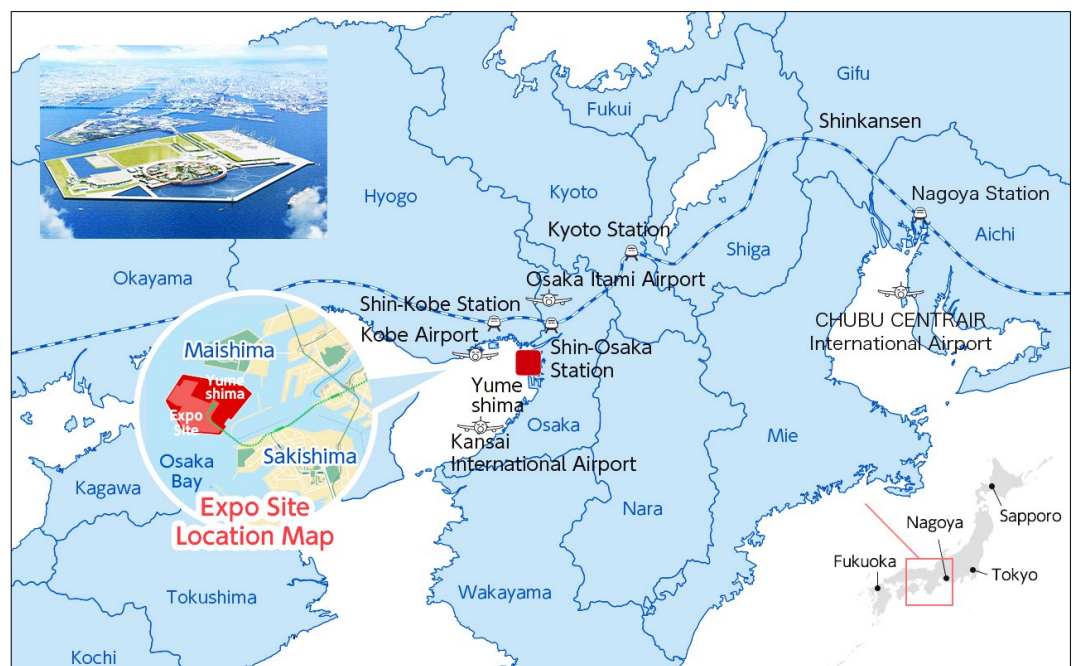 Gifu
Fukui
Shinkansen
Hyogo
Kyoto
Nagoya Station
Kyoto Station
Shiga
Aichi
Okayama
Osaka Itami Airport
Shin-Kobe Station
Kobe Airport
CHUBU CENTRAIR
International Airport
Shin-Osaka
Station
Maishima
Yume
shima
Expo
Site
Yume
shima
Osaka
Mie
Kansai
International Airport
Sakishima
Osaka
Bay
Kagawa
Expo Site
Location Map
Nara
Nagoya
Sapporo
Fukuoka
Tokyo
Tokushima
Wakayama
Kochi